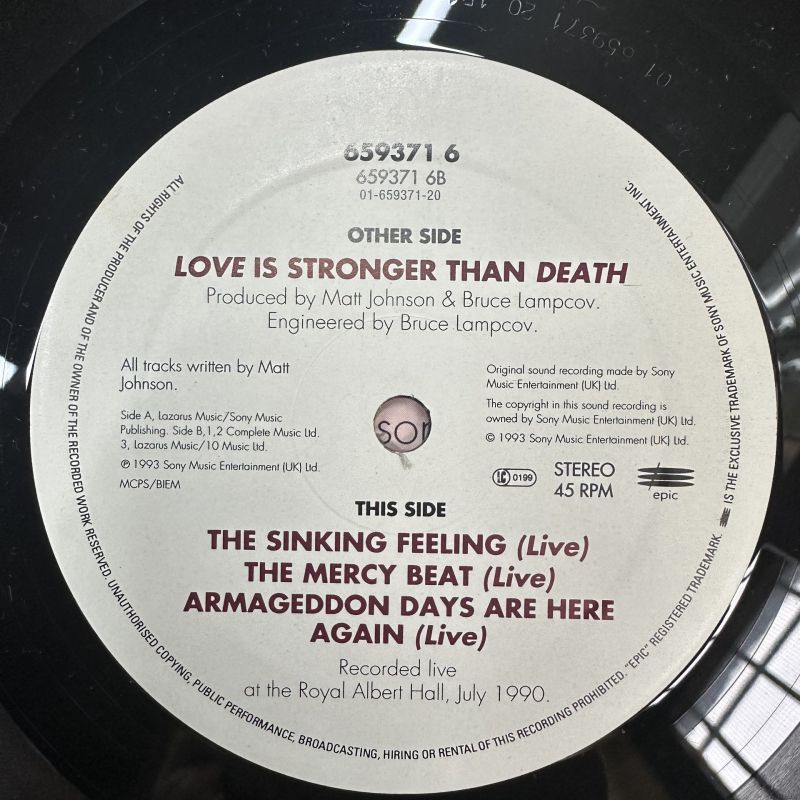 01 659371 20
659371 6
659371 6B
01-659371-20
OTHER SIDE
LOVE IS STRONGER THAN DEATH
Produced by Matt Johnson & Bruce Lampcov.
Engineered by Bruce Lampcov.
All tracks written by Matt
Johnson.
Side A, Lazarus Music/Sony Music
Publishing. Side B,1,2 Complete Music Ltd.
3, Lazarus Music/10 Music Ltd.
℗ 1993 Sony Music Entertainment (UK) Ltd.
MCPS/BIEM
Original sound recording made by Sony
Music Entertainment (UK) Ltd.
The copyright in this sound recording is
owned by Sony Music Entertainment (UK) Ltd.
© 1993 Sony Music Entertainment (UK) Ltd.
LC 0199
STEREO
45 RPM
epic
son
THIS SIDE
THE SINKING FEELING (Live)
THE MERCY BEAT (Live)
ARMAGEDDON DAYS ARE HERE
AGAIN (Live)
Recorded live
at the Royal Albert Hall, July 1990.
ALL RIGHTS OF THE PRODUCER AND OF THE OWNER OF THE RECORDED WORK RESERVED. UNAUTHORISED COPYING, PUBLIC PERFORMANCE, BROADCASTING, HIRING OR RENTAL OF THIS RECORDING PROHIBITED. "EPIC" REGISTERED TRADEMARK. IS THE EXCLUSIVE TRADEMARK OF SONY MUSIC ENTERTAINMENT INC.